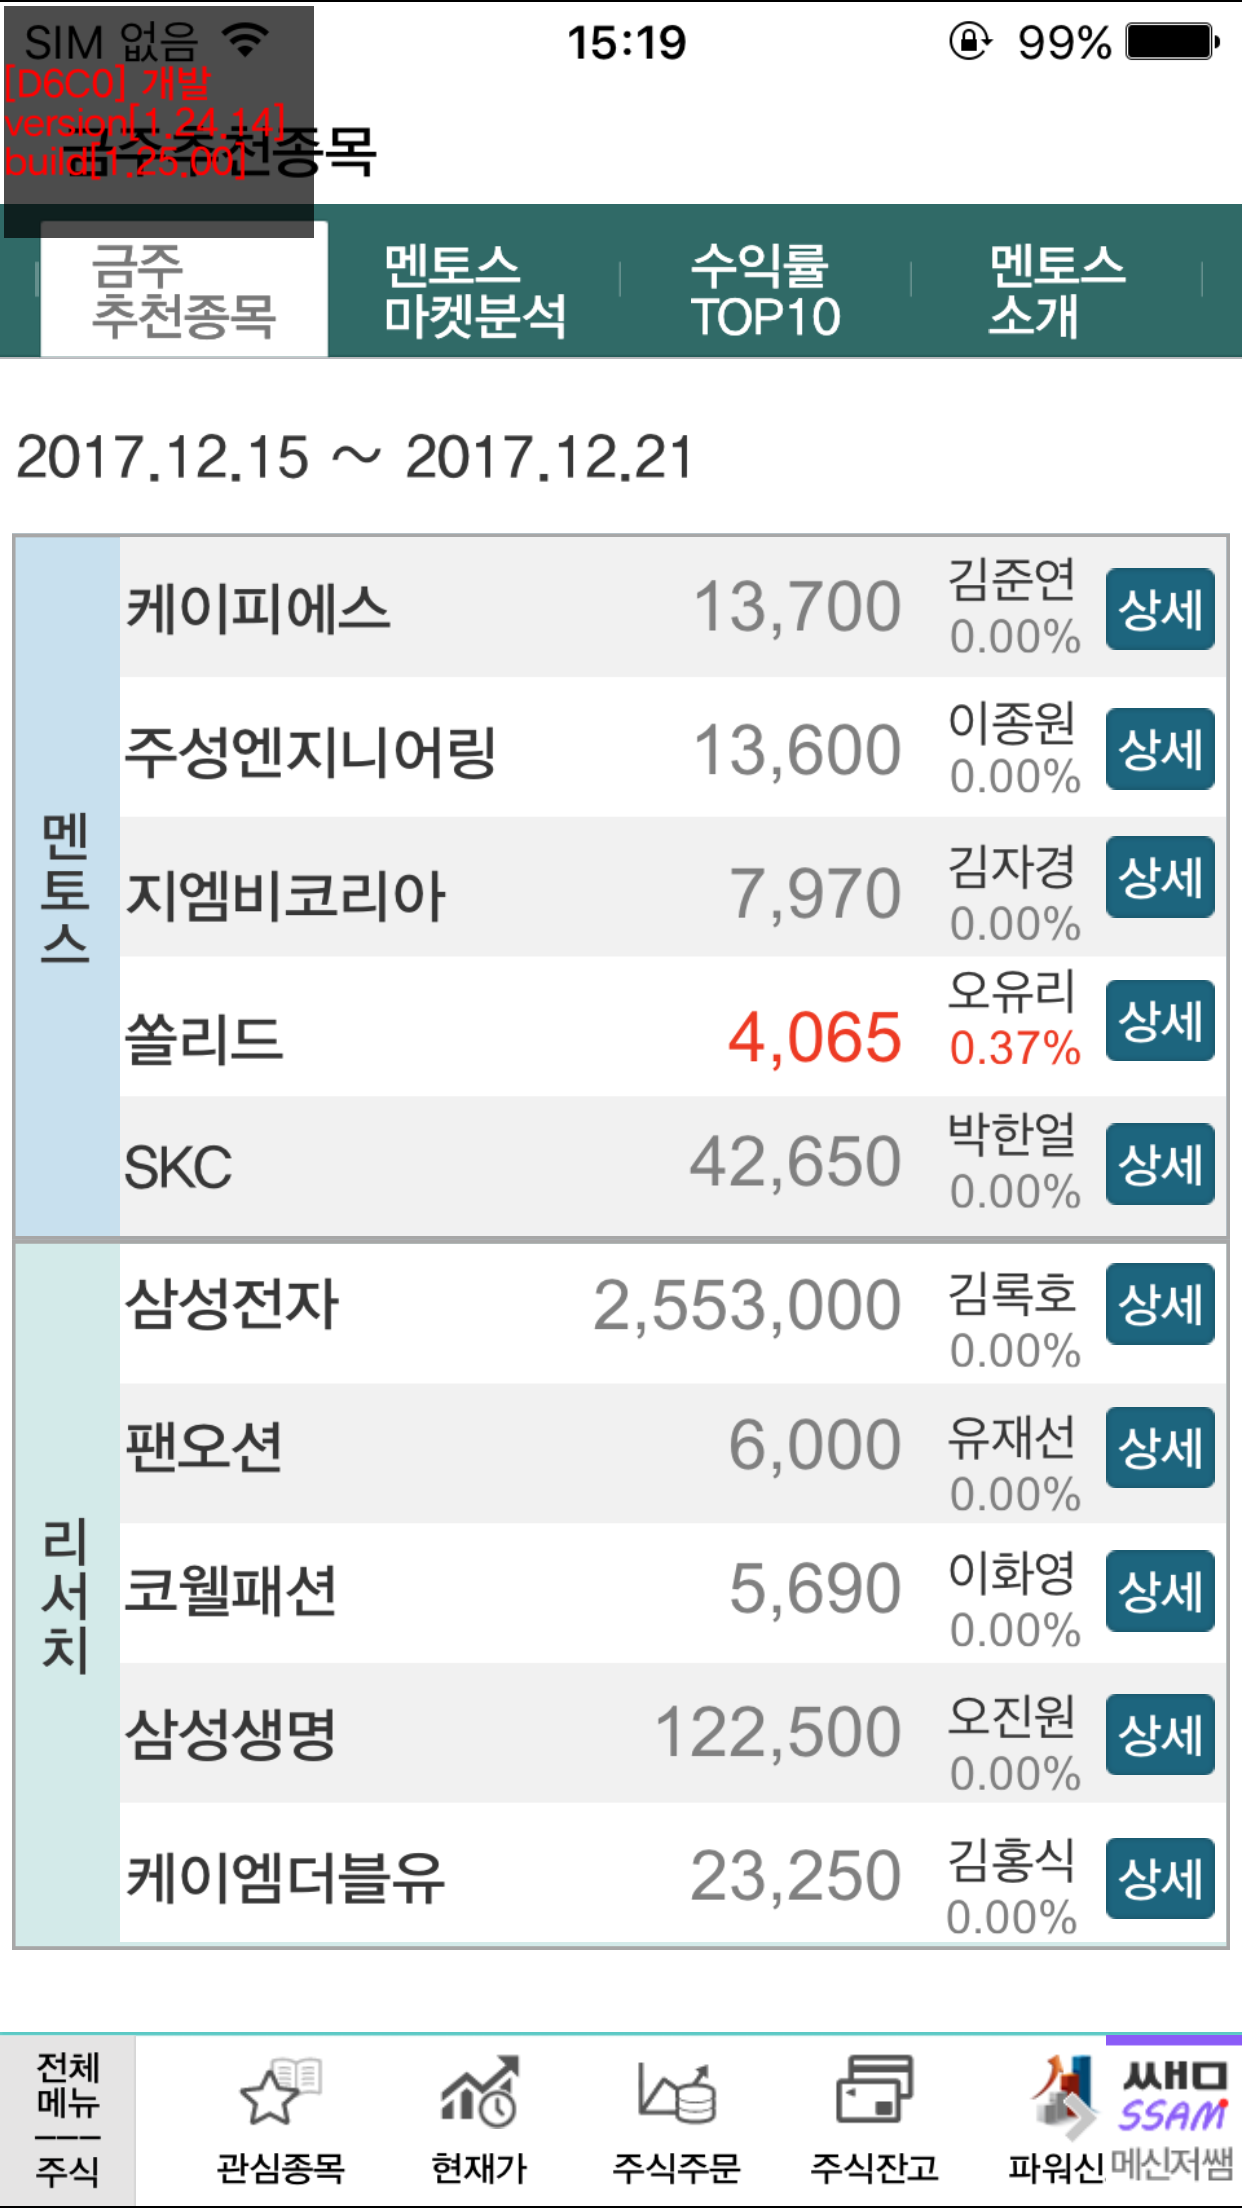 SIM 없음
15:19
99%
[D6C0] 개발
version[1.24.14]
build[1.25.00]
금주추천종목
금주
추천종목
멘토스
마켓분석
수익률
TOP10
멘토스
소개
2017.12.15 ~ 2017.12.21
멘토스
케이피에스 13,700 김준연 0.00% 상세
주성엔지니어링 13,600 이종원 0.00% 상세
지엠비코리아 7,970 김자경 0.00% 상세
쏠리드 4,065 오유리 0.37% 상세
SKC 42,650 박한얼 0.00% 상세
리서치
삼성전자 2,553,000 김록호 0.00% 상세
팬오션 6,000 유재선 0.00% 상세
코웰패션 5,690 이화영 0.00% 상세
삼성생명 122,500 오진원 0.00% 상세
케이엠더블유 23,250 김홍식 0.00% 상세
전체
메뉴
---
주식
관심종목
현재가
주식주문
주식잔고
파워신
쌤
SSAM
메신저쌤